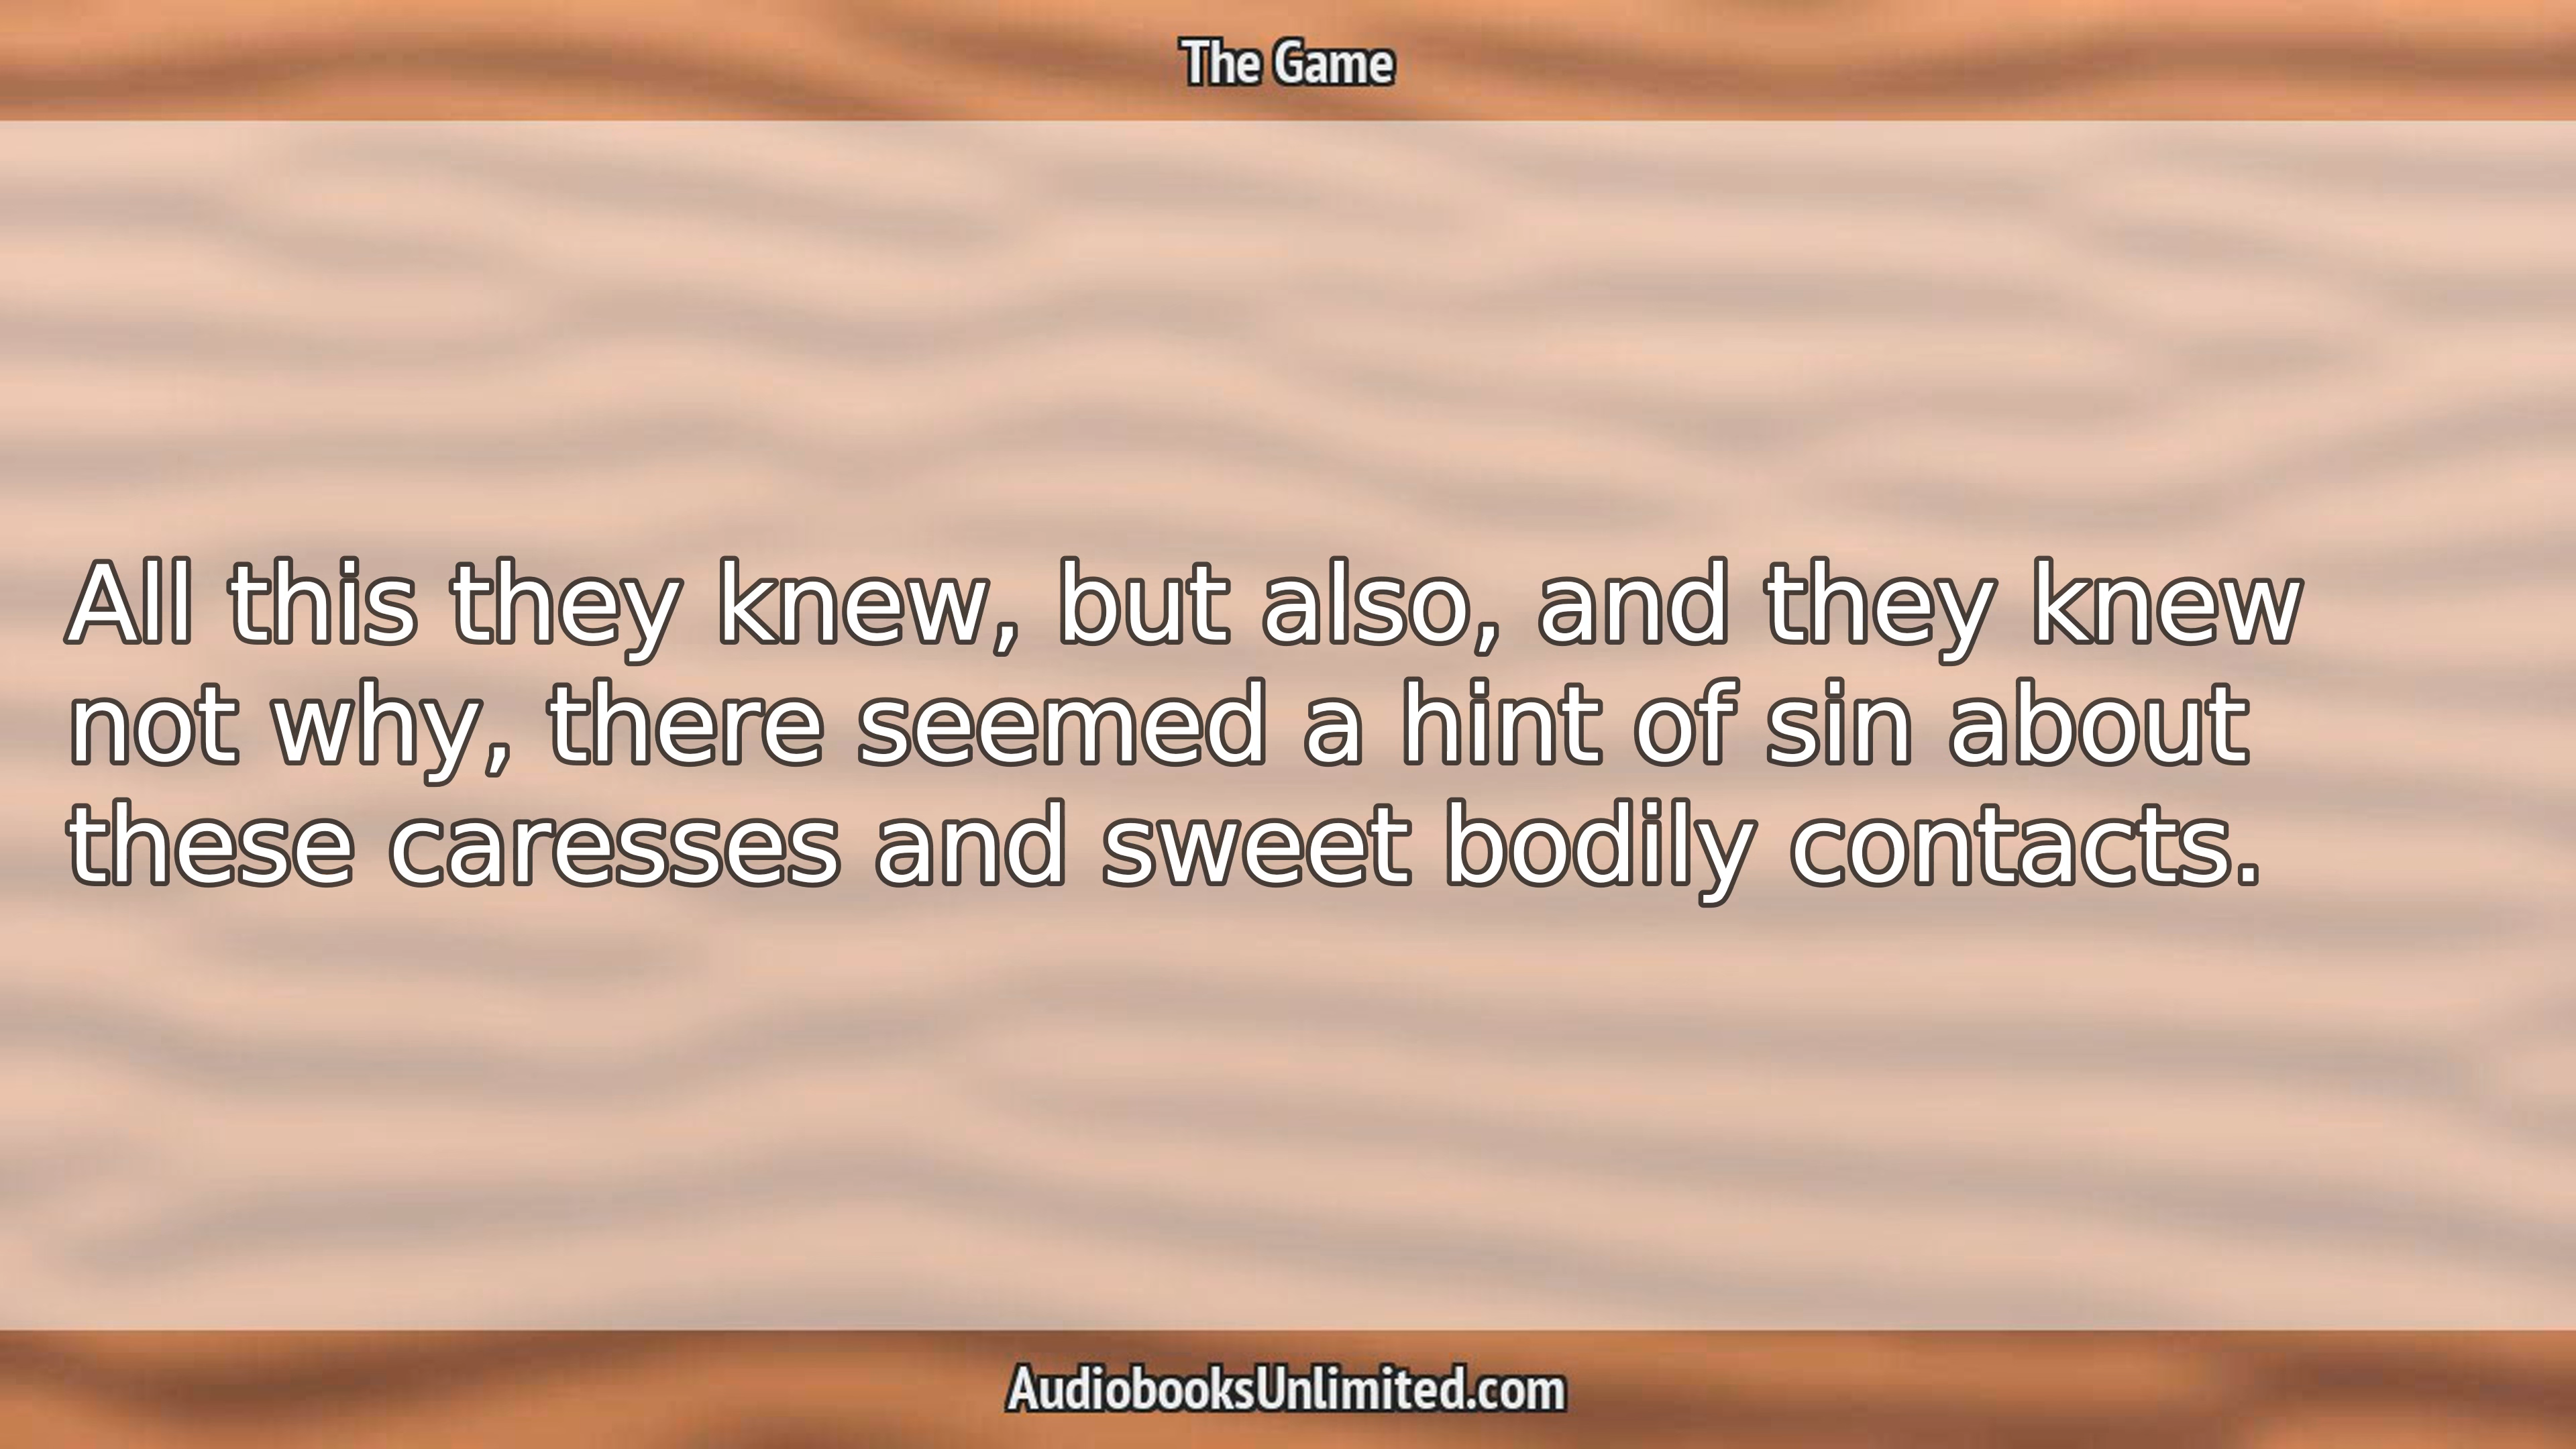 The Game
All this they knew, but also, and they knew
not why, there seemed a hint of sin about
these caresses and sweet bodily contacts.
AudiobooksUnlimited.com